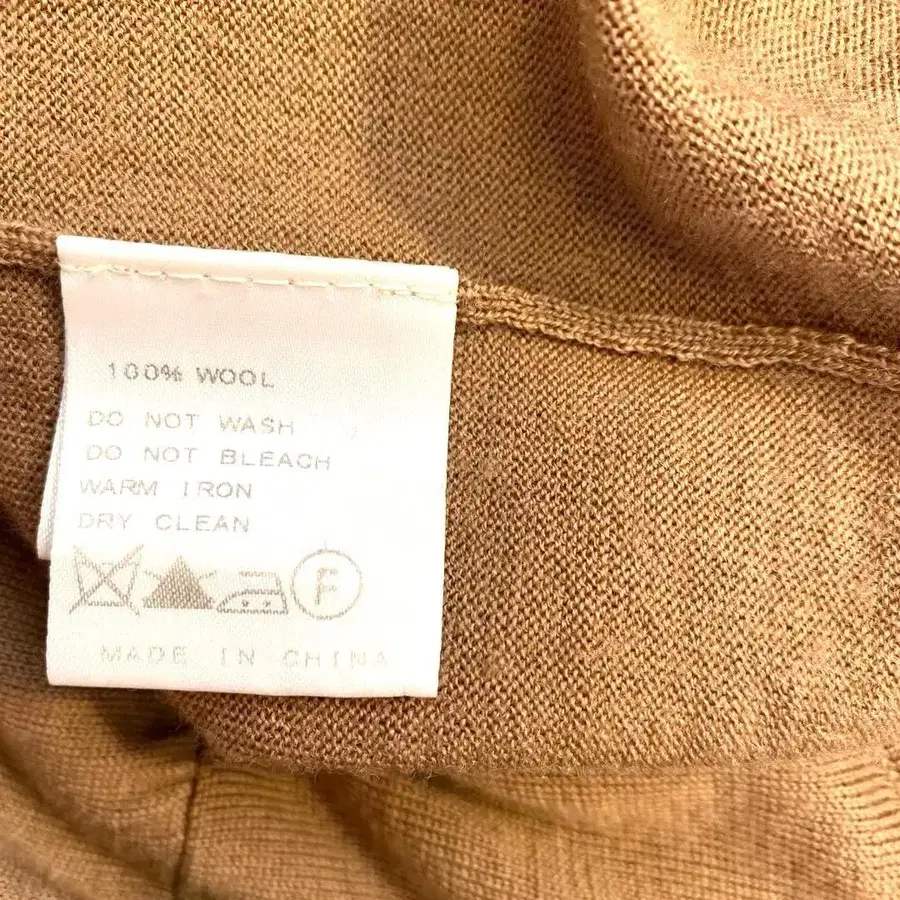 100% WOOL
DO NOT WASH
DO NOT BLEACH
WARM IRON
DRY CLEAN
F
MADE IN CHINA